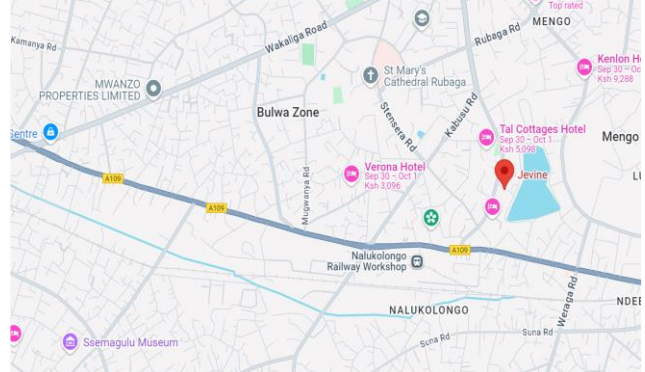 Top rated
MENGO
Kamanya Rd
Wakaliga Road
Rubaga Rd
Kenlon H
Sep 30 – Oc
Ksh 9,288
St Mary's
Cathedral Rubaga
MWANZO
PROPERTIES LIMITED
Bulwa Zone
Stensera Rd
Kabusu Rd
Tal Cottages Hotel
Sep 30 – Oct 1
Ksh 5,098
Mengo
Sentre
Verona Hotel
Sep 30 – Oct 1
Ksh 3,096
Jevine
LU
A109
Mugwanya Rd
A109
A109
Nalukolongo
Railway Workshop
NALUKOLONGO
Weraga Rd
NDEE
Suna Rd
Suna Rd
Ssemagulu Museum